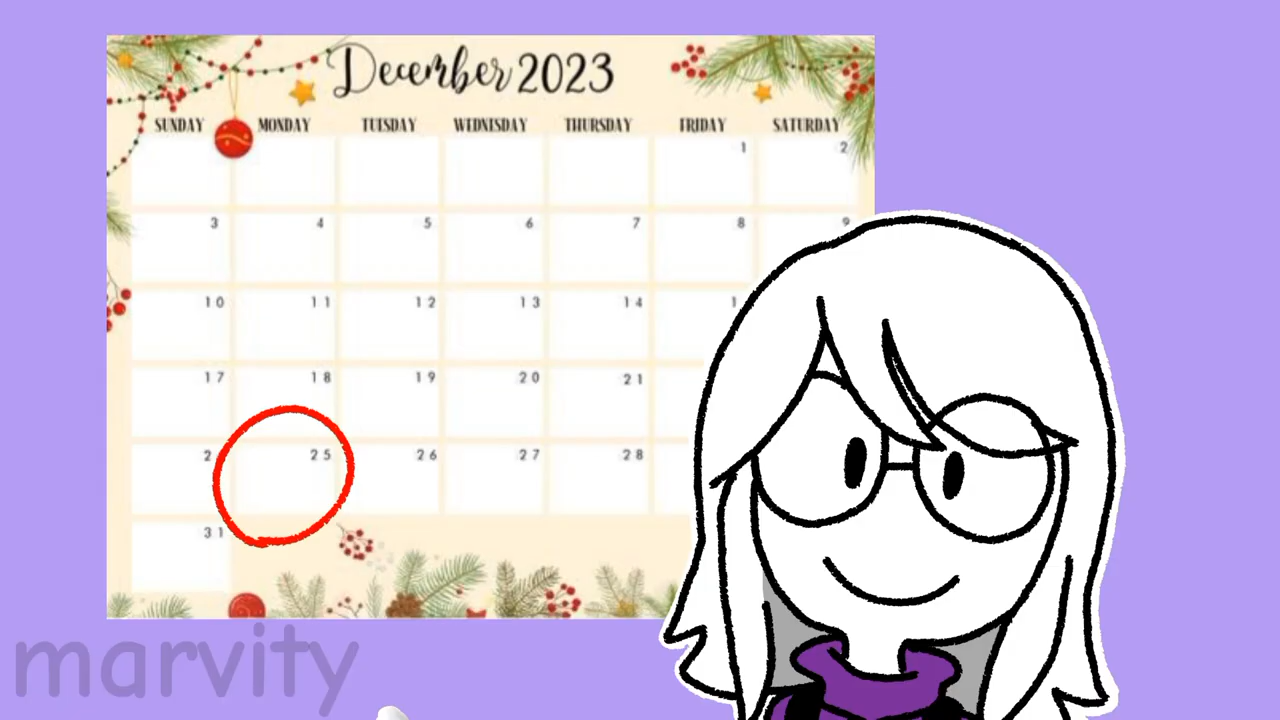 December 2023
SUNDAY MONDAY TUESDAY WEDNESDAY THURSDAY FRIDAY SATURDAY
1 2
3 4 5 6 7 8 9
10 11 12 13 14
17 18 19 20 21
25 26 27 28
31
marvity